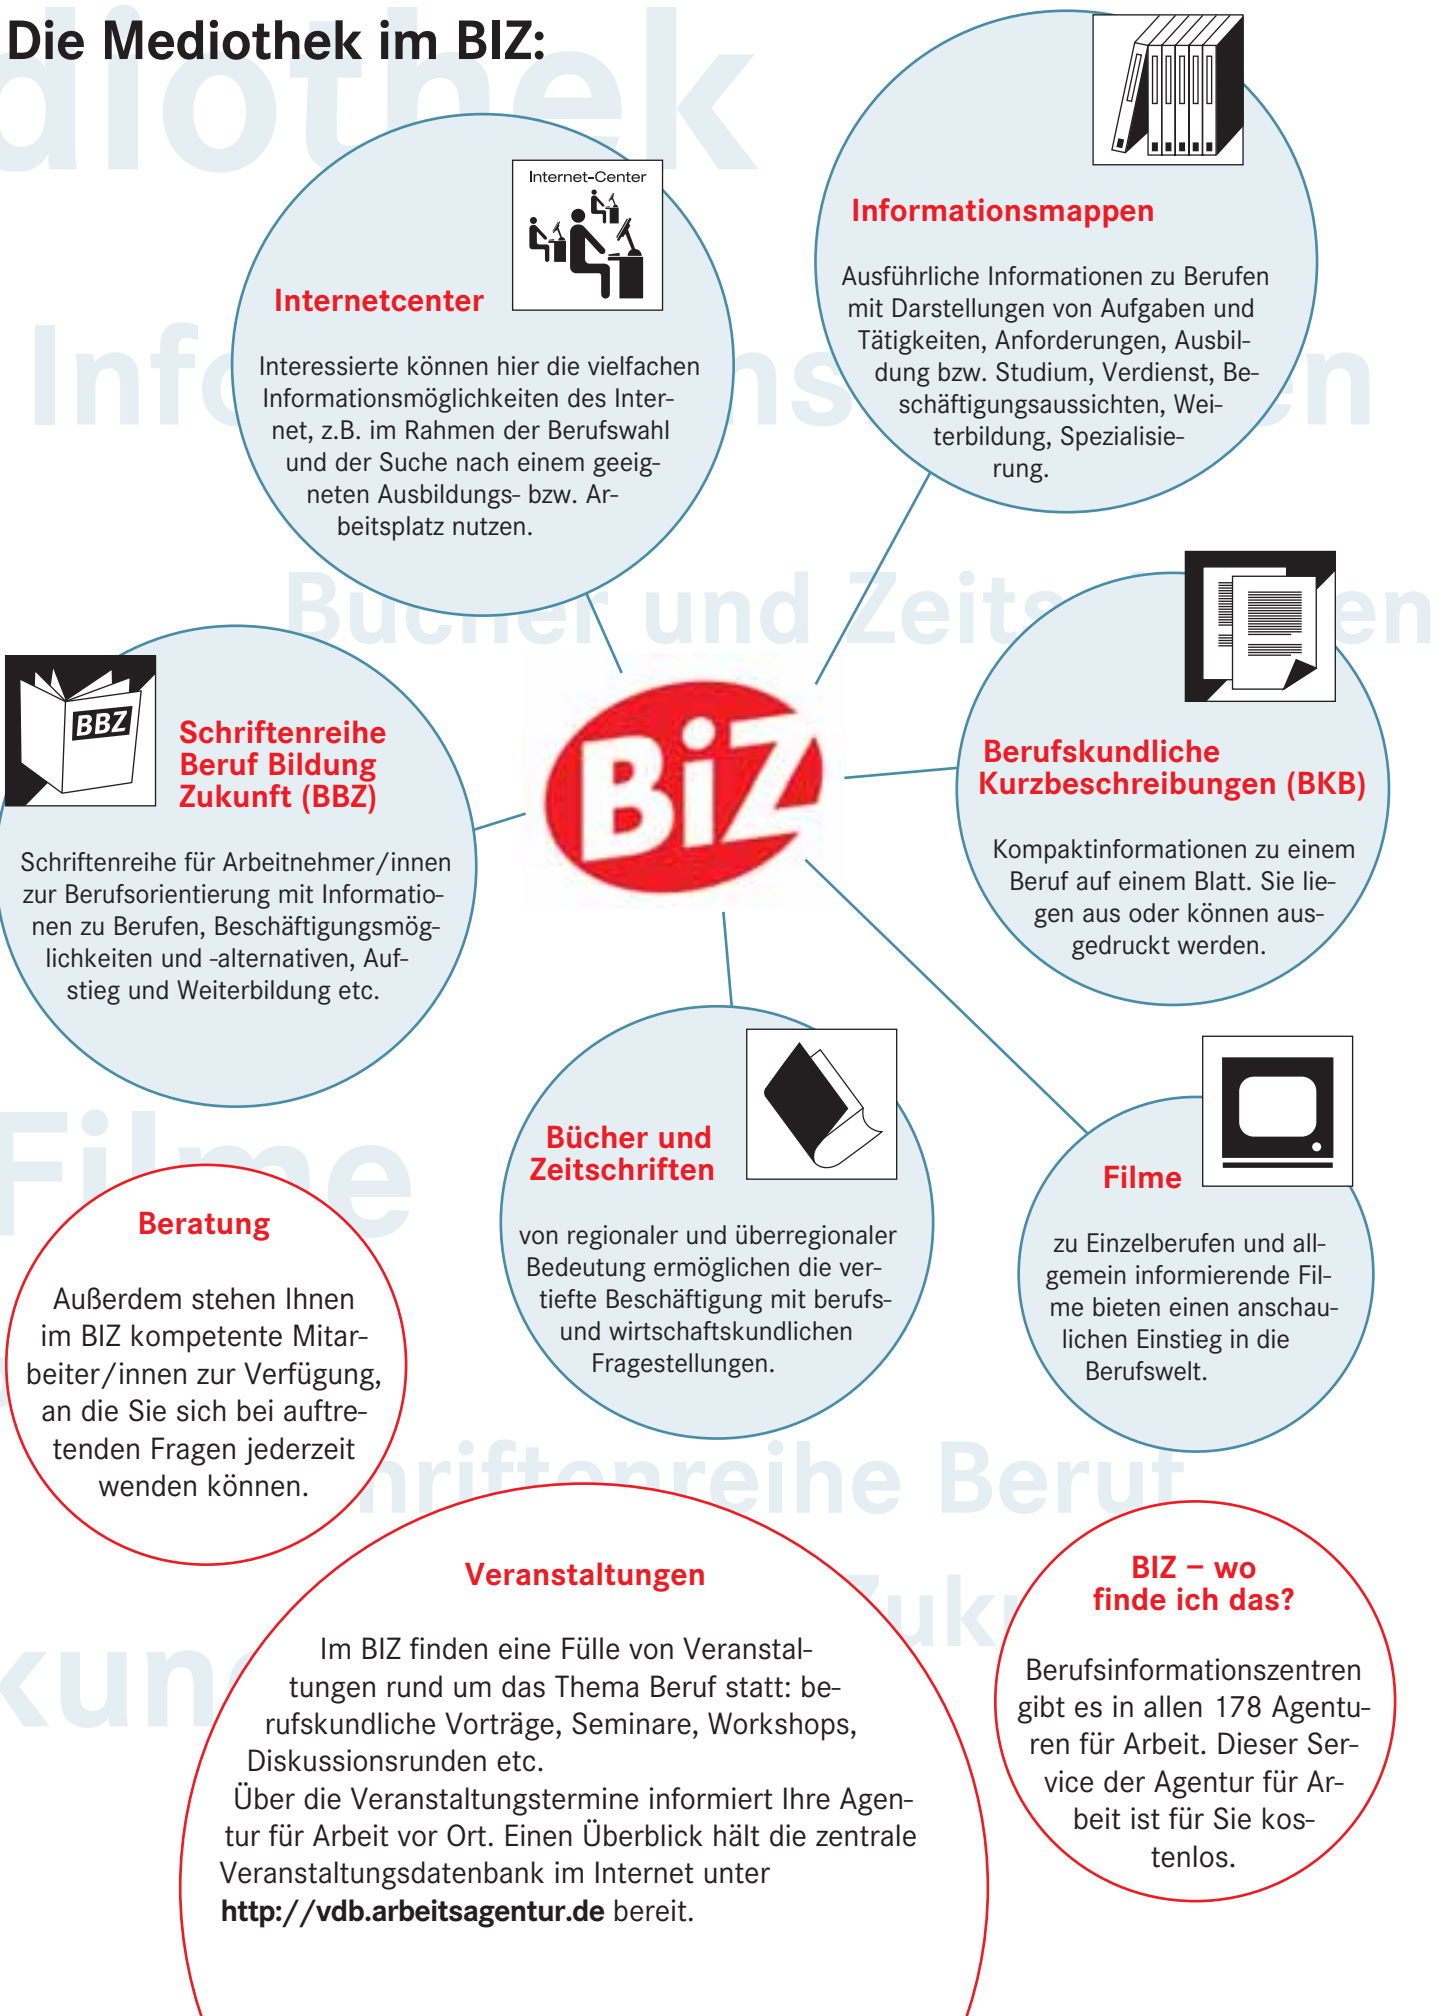 Die Mediothek im BIZ:
diothek
Internet-Center
Internetcenter
Interessierte können hier die vielfachen
Informationsmöglichkeiten des Inter-
net, z.B. im Rahmen der Berufswahl
und der Suche nach einem geeig-
neten Ausbildungs- bzw. Ar-
beitsplatz nutzen.
Informationsmappen
Ausführliche Informationen zu Berufen
mit Darstellungen von Aufgaben und
Tätigkeiten, Anforderungen, Ausbil-
dung bzw. Studium, Verdienst, Be-
schäftigungsaussichten, Wei-
terbildung, Spezialisie-
rung.
Bücher und Zeits en
BBZ
Schriftenreihe
Beruf Bildung
Zukunft (BBZ)
Schriftenreihe für Arbeitnehmer/innen
zur Berufsorientierung mit Informatio-
nen zu Berufen, Beschäftigungsmög-
lichkeiten und -alternativen, Auf-
stieg und Weiterbildung etc.
BiZ
Berufskundliche
Kurzbeschreibungen (BKB)
Kompaktinformationen zu einem
Beruf auf einem Blatt. Sie lie-
gen aus oder können aus-
gedruckt werden.
Bücher und
Zeitschriften
von regionaler und überregionaler
Bedeutung ermöglichen die ver-
tiefte Beschäftigung mit berufs-
und wirtschaftskundlichen
Fragestellungen.
Filme
zu Einzelberufen und all-
gemein informierende Fil-
me bieten einen anschau-
lichen Einstieg in die
Berufswelt.
Filme
Beratung
Außerdem stehen Ihnen
im BIZ kompetente Mitar-
beiter/innen zur Verfügung,
an die Sie sich bei auftre-
tenden Fragen jederzeit
wenden können.
hriftenreihe Beruf
Zuku
kun
Veranstaltungen
Im BIZ finden eine Fülle von Veranstal-
tungen rund um das Thema Beruf statt: be-
rufskundliche Vorträge, Seminare, Workshops,
Diskussionsrunden etc.
Über die Veranstaltungstermine informiert Ihre Agen-
tur für Arbeit vor Ort. Einen Überblick hält die zentrale
Veranstaltungsdatenbank im Internet unter
http://vdb.arbeitsagentur.de bereit.
BIZ – wo
finde ich das?
Berufsinformationszentren
gibt es in allen 178 Agentu-
ren für Arbeit. Dieser Ser-
vice der Agentur für Ar-
beit ist für Sie kos-
tenlos.